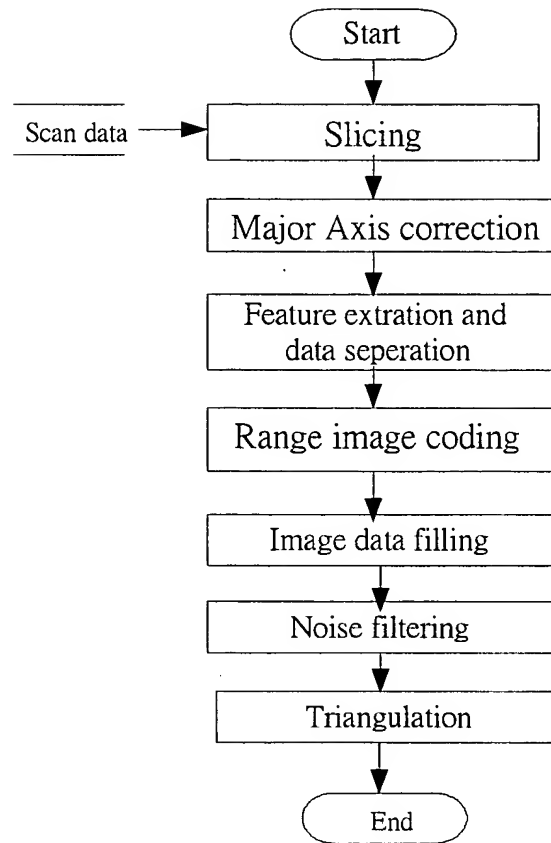 Start
Scan data
Slicing
Major Axis correction
Feature extration and
data seperation
Range image coding
Image data filling
Noise filtering
Triangulation
End